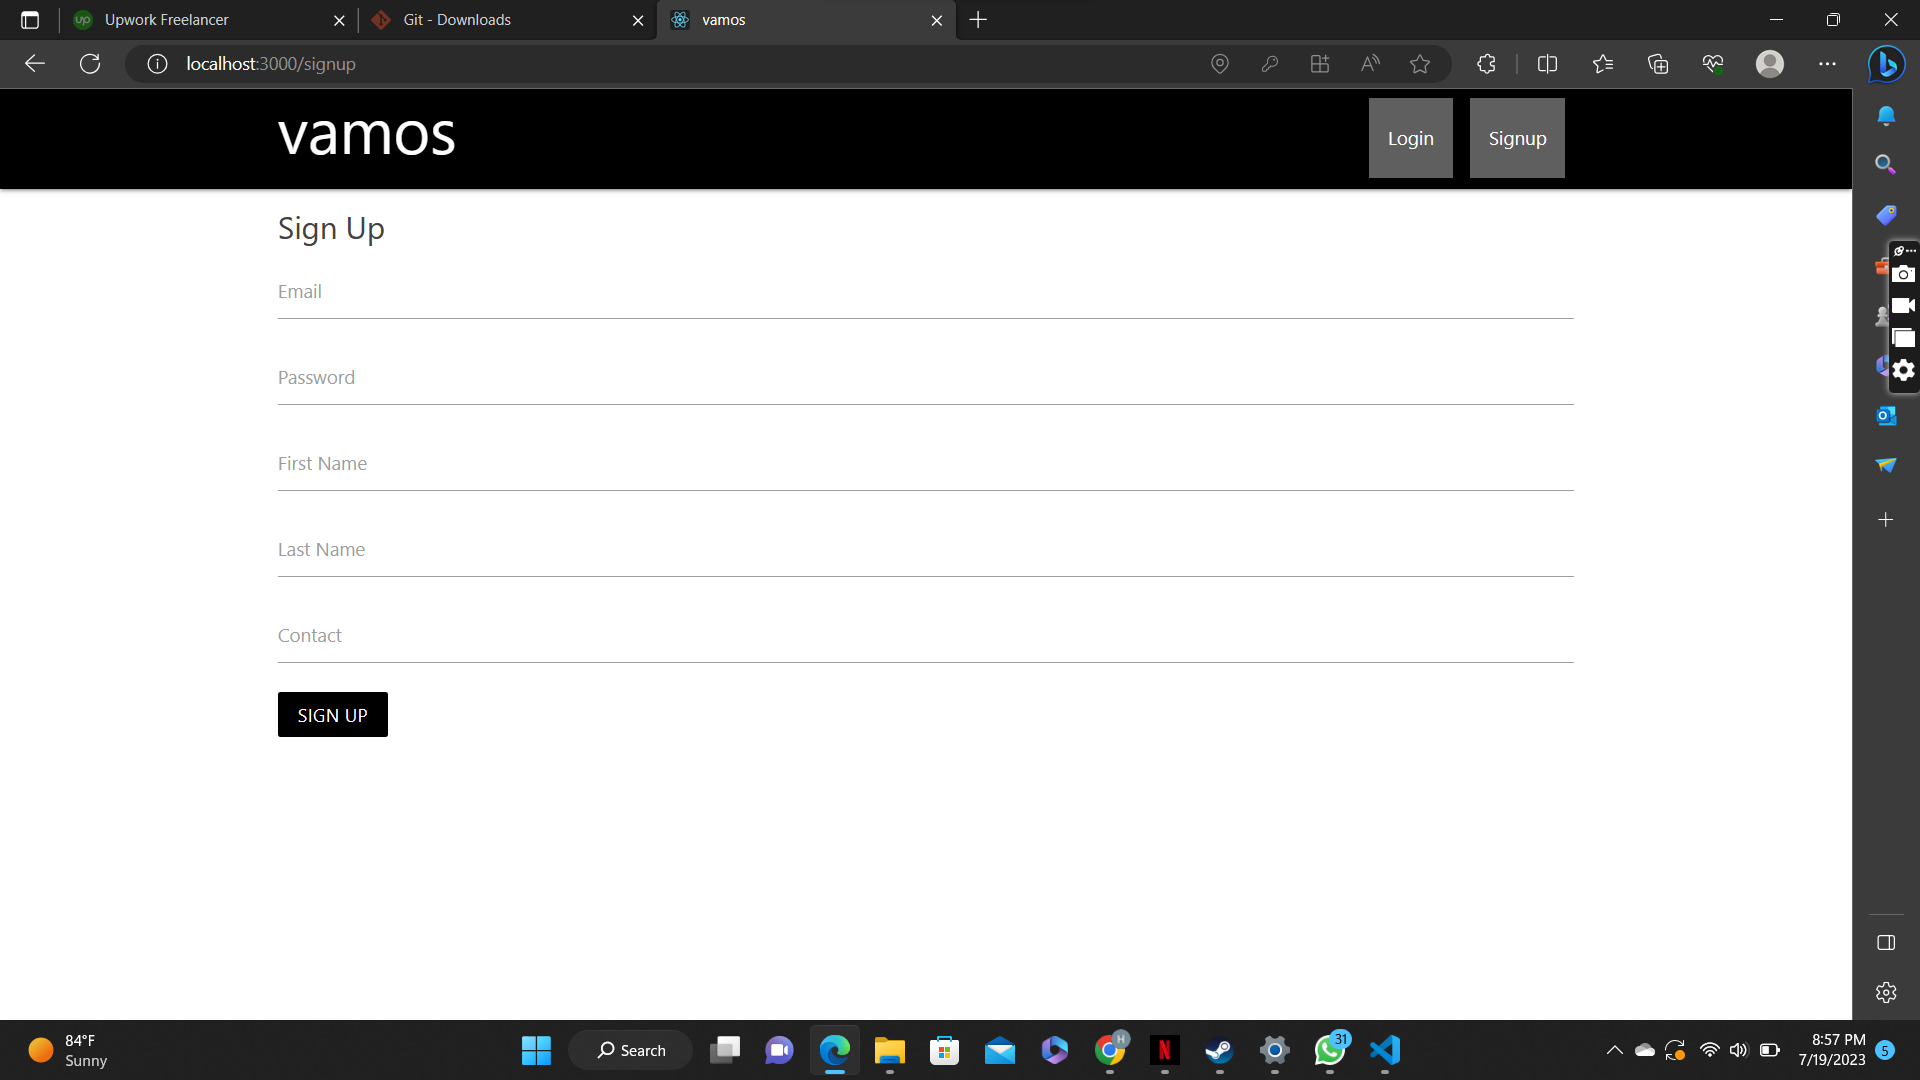 Upwork Freelancer
Git - Downloads
vamos
localhost:3000/signup
vamos
Login
Signup
Sign Up
Email
Password
First Name
Last Name
Contact
SIGN UP
84°F
Sunny
Search
H
N
31
8:57 PM
7/19/2023
5